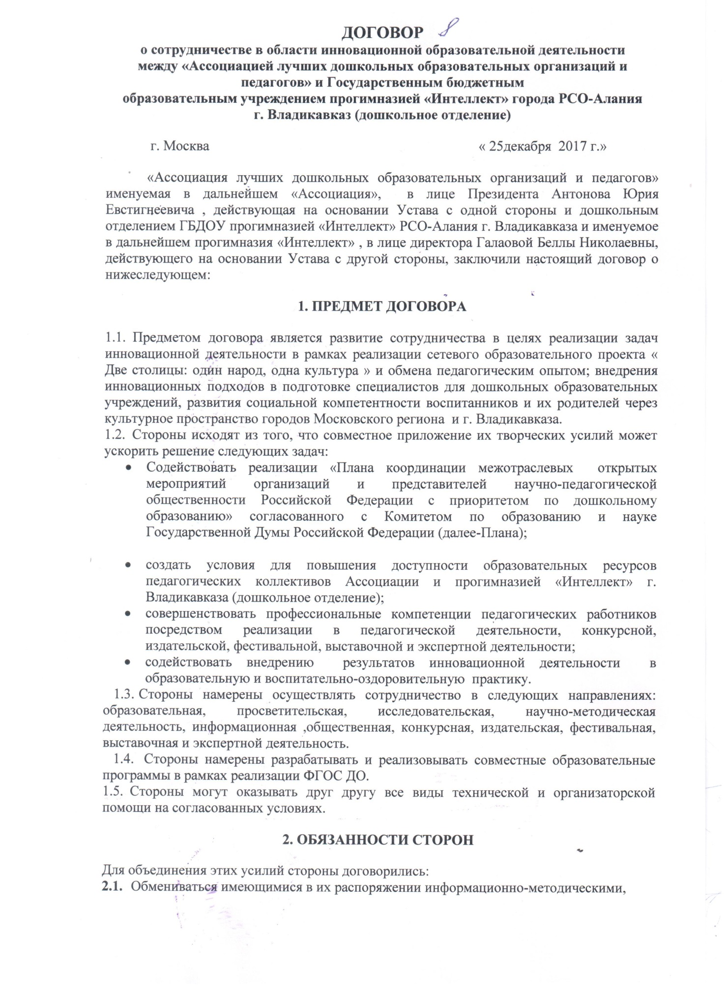 ДОГОВОР 8
о сотрудничестве в области инновационной образовательной деятельности
между «Ассоциацией лучших дошкольных образовательных организаций и
педагогов» и Государственным бюджетным
образовательным учреждением прогимназией «Интеллект» города РСО-Алания
г. Владикавказ (дошкольное отделение)
г. Москва « 25декабря 2017 г.»
«Ассоциация лучших дошкольных образовательных организаций и педагогов»
именуемая в дальнейшем «Ассоциация», в лице Президента Антонова Юрия
Евстигнеевича , действующая на основании Устава с одной стороны и дошкольным
отделением ГБДОУ прогимназией «Интеллект» РСО-Алания г. Владикавказа и именуемое
в дальнейшем прогимназия «Интеллект» , в лице директора Галаовой Беллы Николаевны,
действующего на основании Устава с другой стороны, заключили настоящий договор о
нижеследующем:
1. ПРЕДМЕТ ДОГОВОРА
1.1. Предметом договора является развитие сотрудничества в целях реализации задач
инновационной деятельности в рамках реализации сетевого образовательного проекта «
Две столицы: один народ, одна культура » и обмена педагогическим опытом; внедрения
инновационных подходов в подготовке специалистов для дошкольных образовательных
учреждений, развития социальной компетентности воспитанников и их родителей через
культурное пространство городов Московского региона и г. Владикавказа.
1.2. Стороны исходят из того, что совместное приложение их творческих усилий может
ускорить решение следующих задач:
• Содействовать реализации «Плана координации межотраслевых открытых
мероприятий организаций и представителей научно-педагогической
общественности Российской Федерации с приоритетом по дошкольному
образованию» согласованного с Комитетом по образованию и науке
Государственной Думы Российской Федерации (далее-Плана);
• создать условия для повышения доступности образовательных ресурсов
педагогических коллективов Ассоциации и прогимназией «Интеллект» г.
Владикавказа (дошкольное отделение);
• совершенствовать профессиональные компетенции педагогических работников
посредством реализации в педагогической деятельности, конкурсной,
издательской, фестивальной, выставочной и экспертной деятельности;
• содействовать внедрению результатов инновационной деятельности в
образовательную и воспитательно-оздоровительную практику.
1.3. Стороны намерены осуществлять сотрудничество в следующих направлениях:
образовательная, просветительская, исследовательская, научно-методическая
деятельность, информационная ,общественная, конкурсная, издательская, фестивальная,
выставочная и экспертной деятельность.
1.4. Стороны намерены разрабатывать и реализовывать совместные образовательные
программы в рамках реализации ФГОС ДО.
1.5. Стороны могут оказывать друг другу все виды технической и организаторской
помощи на согласованных условиях.
2. ОБЯЗАННОСТИ СТОРОН
Для объединения этих усилий стороны договорились:
2.1. Обмениваться имеющимися в их распоряжении информационно-методическими,